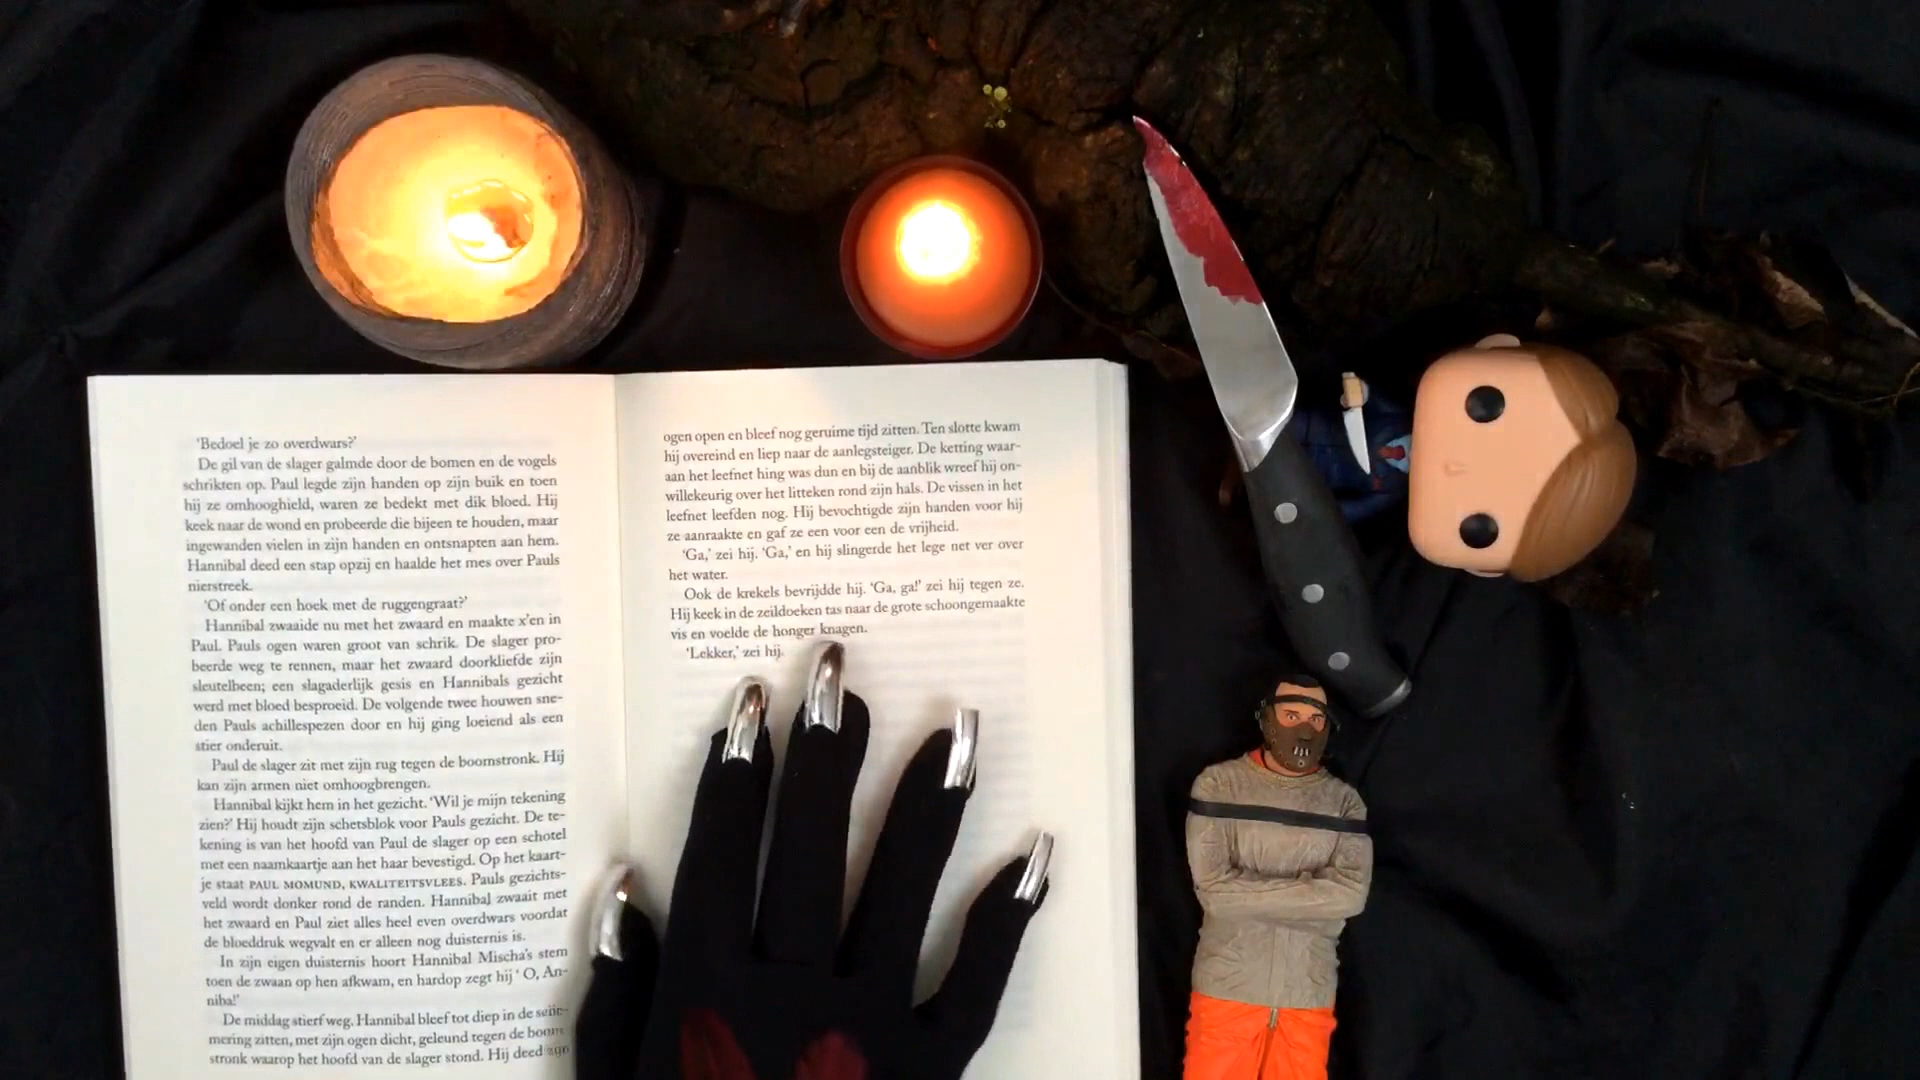 'Bedoel je zo overdwars?'
De gil van de slager galmde door de bomen en de vogels
schrikten op. Paul legde zijn handen op zijn buik en toen
hij ze omhooghield, waren ze bedekt met dik bloed. Hij
keek naar de wond en probeerde die bijeen te houden, maar
ingewanden vielen in zijn handen en ontsnapten aan hem.
Hannibal deed een stap opzij en haalde het mes over Pauls
nierstreek.
'Of onder een hoek met de ruggengraat?'
Hannibal zwaaide nu met het zwaard en maakte x'en in
Paul. Pauls ogen waren groot van schrik. De slager pro-
beerde weg te rennen, maar het zwaard doorkliefde zijn
sleutelbeen; een slagaderlijk gesis en Hannibals gezicht
werd met bloed besproeid. De volgende twee houwen sne-
den Pauls achillespezen door en hij ging loeiend als een
stier onderuit.
Paul de slager zit met zijn rug tegen de boomstronk. Hij
kan zijn armen niet omhoogbrengen.
Hannibal kijkt hem in het gezicht. 'Wil je mijn tekening
zien?' Hij houdt zijn schetsblok voor Pauls gezicht. De te-
kening is van het hoofd van Paul de slager op een schotel
met een naamkaartje aan het haar bevestigd. Op het kaart-
je staat PAUL MOMUND, KWALITEITSVLEES. Pauls gezichts-
veld wordt donker rond de randen. Hannibal zwaait met
het zwaard en Paul ziet alles heel even overdwars voordat
de bloeddruk wegvalt en er alleen nog duisternis is.
In zijn eigen duisternis hoort Hannibal Mischa's stem
toen de zwaan op hen afkwam, en hardop zegt hij ' O, An-
niba!'
De middag stierf weg. Hannibal bleef tot diep in de sche-
mering zitten, met zijn ogen dicht, geleund tegen de boom-
stronk waarop het hoofd van de slager stond. Hij deed zijn
ogen open en bleef nog geruime tijd zitten. Ten slotte kwam
hij overeind en liep naar de aanlegsteiger. De ketting waar-
aan het leefnet hing was dun en bij de aanblik wreef hij on-
willekeurig over het litteken rond zijn hals. De vissen in het
leefnet leefden nog. Hij bevochtigde zijn handen voor hij
ze aanraakte en gaf ze een voor een de vrijheid.
'Ga,' zei hij. 'Ga,' en hij slingerde het lege net ver over
het water.
Ook de krekels bevrijdde hij. 'Ga, ga!' zei hij tegen ze.
Hij keek in de zeildoeken tas naar de grote schoongemaakte
vis en voelde de honger knagen.
'Lekker,' zei hij.